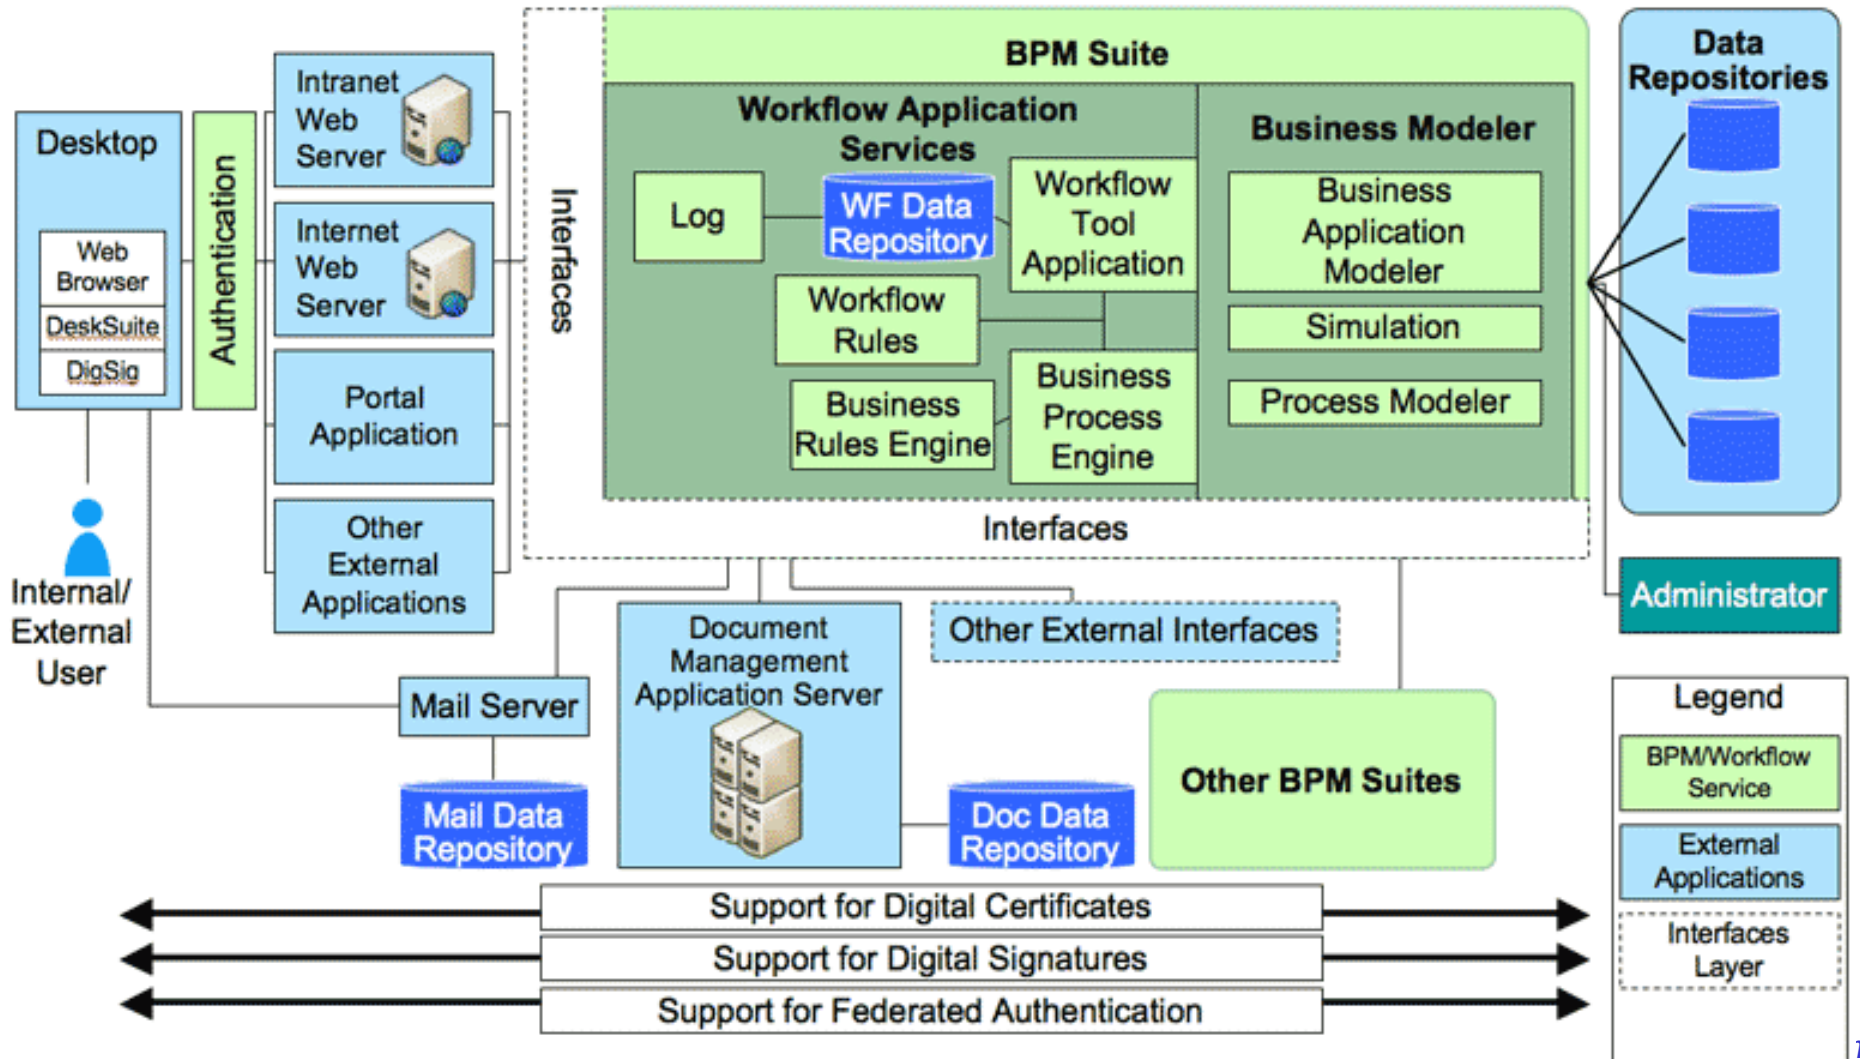 BPM Suite
Data
Repositories
Intranet
Web
Server
Workflow Application
Services
Business Modeler
Desktop
Authentication
Interfaces
Log
WF Data
Repository
Workflow
Tool
Application
Business
Application
Modeler
Internet
Web
Server
Web
Browser
DeskSuite
DigSig
Workflow
Rules
Simulation
Portal
Application
Business
Rules Engine
Business
Process
Engine
Process Modeler
Other
External
Applications
Interfaces
Internal/
External
User
Administrator
Document
Management
Application Server
Other External Interfaces
Mail Server
Legend
BPM/Workflow
Service
Other BPM Suites
Mail Data
Repository
Doc Data
Repository
External
Applications
Support for Digital Certificates
Interfaces
Layer
Support for Digital Signatures
Support for Federated Authentication